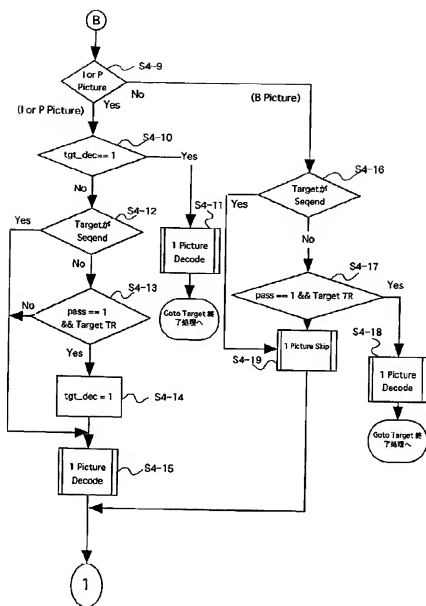 B
S4-9
I or P
Picture
No
(I or P Picture)
Yes
(B Picture)
S4-10
tgt_dec== 1
Yes
No
S4-11
1 Picture
Decode
Goto Target 終
了処理へ
S4-12
Yes
Targetが
Seqend
No
S4-13
No
pass == 1
&& Target TR
Yes
tgt_dec = 1
S4-14
1 Picture
Decode
S4-15
S4-16
Targetが
Seqend
Yes
No
S4-17
pass == 1 && Target TR
Yes
S4-18
1 Picture Skip
S4-19
1 Picture
Decode
Goto Target 終
了処理へ
1